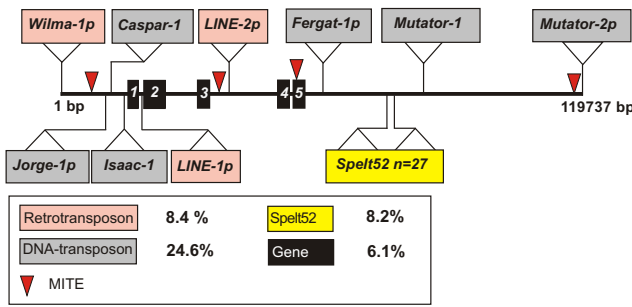 Wilma-1p Caspar-1 LINE-2p Fergat-1p Mutator-1 Mutator-2p
1 2 3 4 5
1 bp 119737 bp
Jorge-1p Isaac-1 LINE-1p Spelt52 n=27
Retrotransposon 8.4 % Spelt52 8.2%
DNA-transposon 24.6% Gene 6.1%
MITE